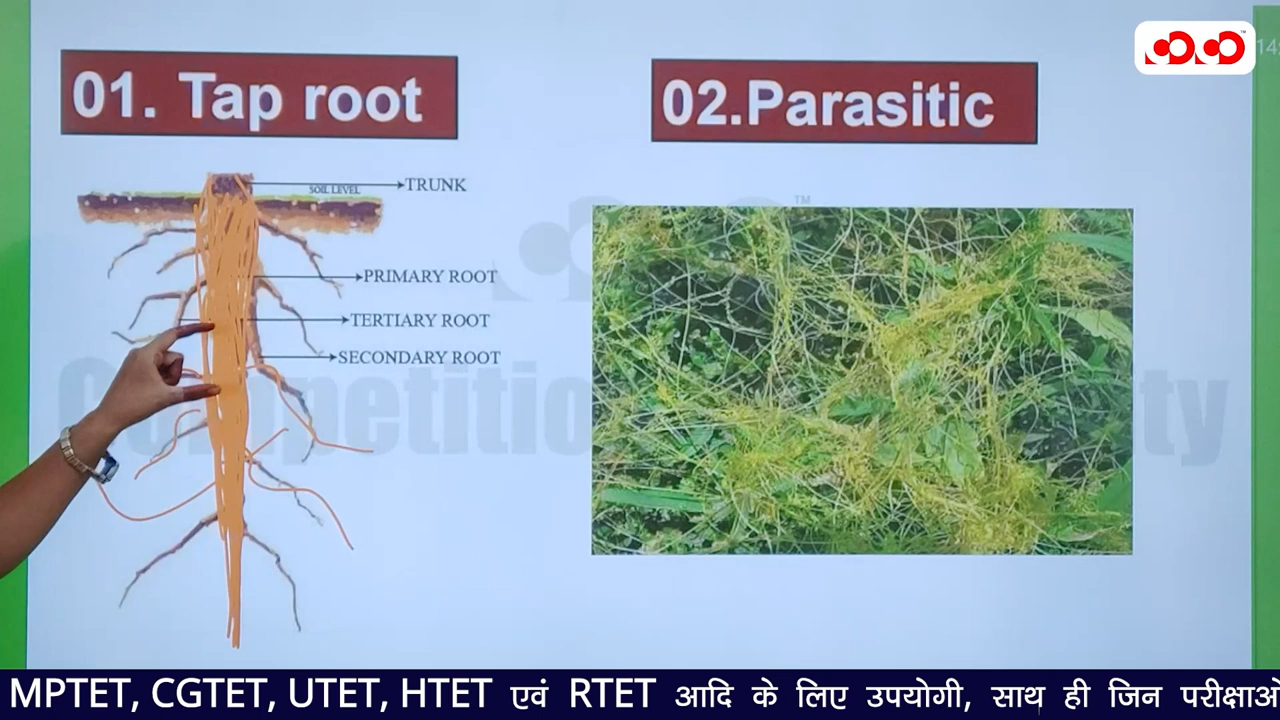 01. Tap root
02.Parasitic
TRUNK
SOIL LEVEL
PRIMARY ROOT
TERTIARY ROOT
SECONDARY ROOT
TM
MPTET, CGTET, UTET, HTET एवं RTET आदि के लिए उपयोगी, साथ ही जिन